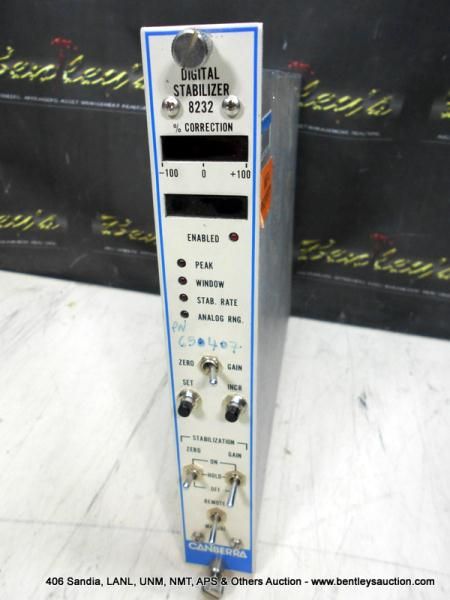 Bentley's
Bentley's
DIGITAL
STABILIZER
8232
% CORRECTION
-100 0 +100
ENABLED
PEAK
WINDOW
STAB. RATE
ANALOG RNG.
PN
650407
ZERO GAIN
SET INCR
STABILIZATION
ZERO GAIN
ON
HOLD
OFF
REMOTE
CANBERRA
406 Sandia, LANL, UNM, NMT, APS & Others Auction - www.bentleysauction.com